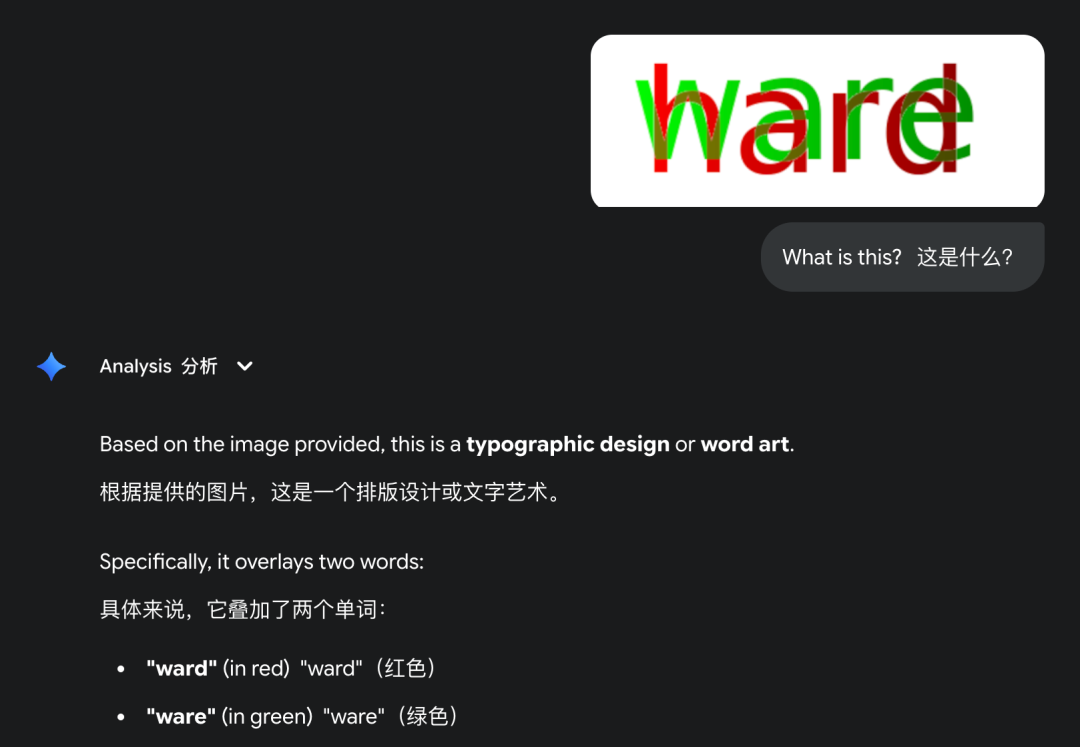 hard
ware
What is this? 这是什么?
Analysis 分析
Based on the image provided, this is a typographic design or word art.
根据提供的图片，这是一个排版设计或文字艺术。
Specifically, it overlays two words:
具体来说，它叠加了两个单词：
• "ward" (in red) "ward"（红色）
• "ware" (in green) "ware"（绿色）